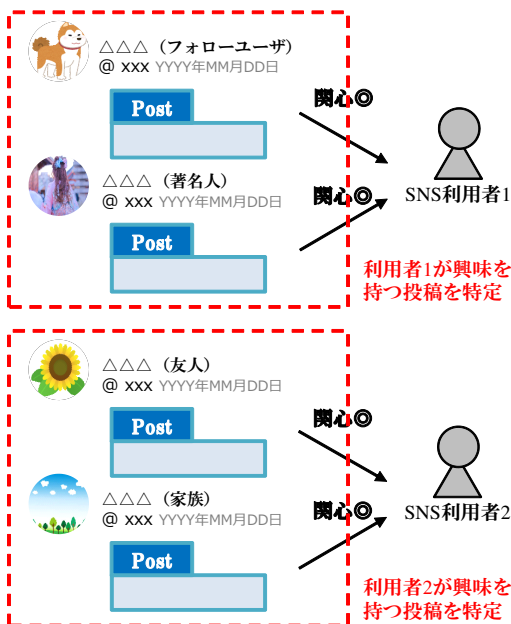 △△△（フォローユーザ）
@ xxx YYYY年MM月DD日
Post
関心◎
△△△（著名人）
@ xxx YYYY年MM月DD日
Post
関心◎
SNS利用者1
利用者1が興味を
持つ投稿を特定
△△△（友人）
@ xxx YYYY年MM月DD日
Post
関心◎
△△△（家族）
@ xxx YYYY年MM月DD日
Post
関心◎
SNS利用者2
利用者2が興味を
持つ投稿を特定